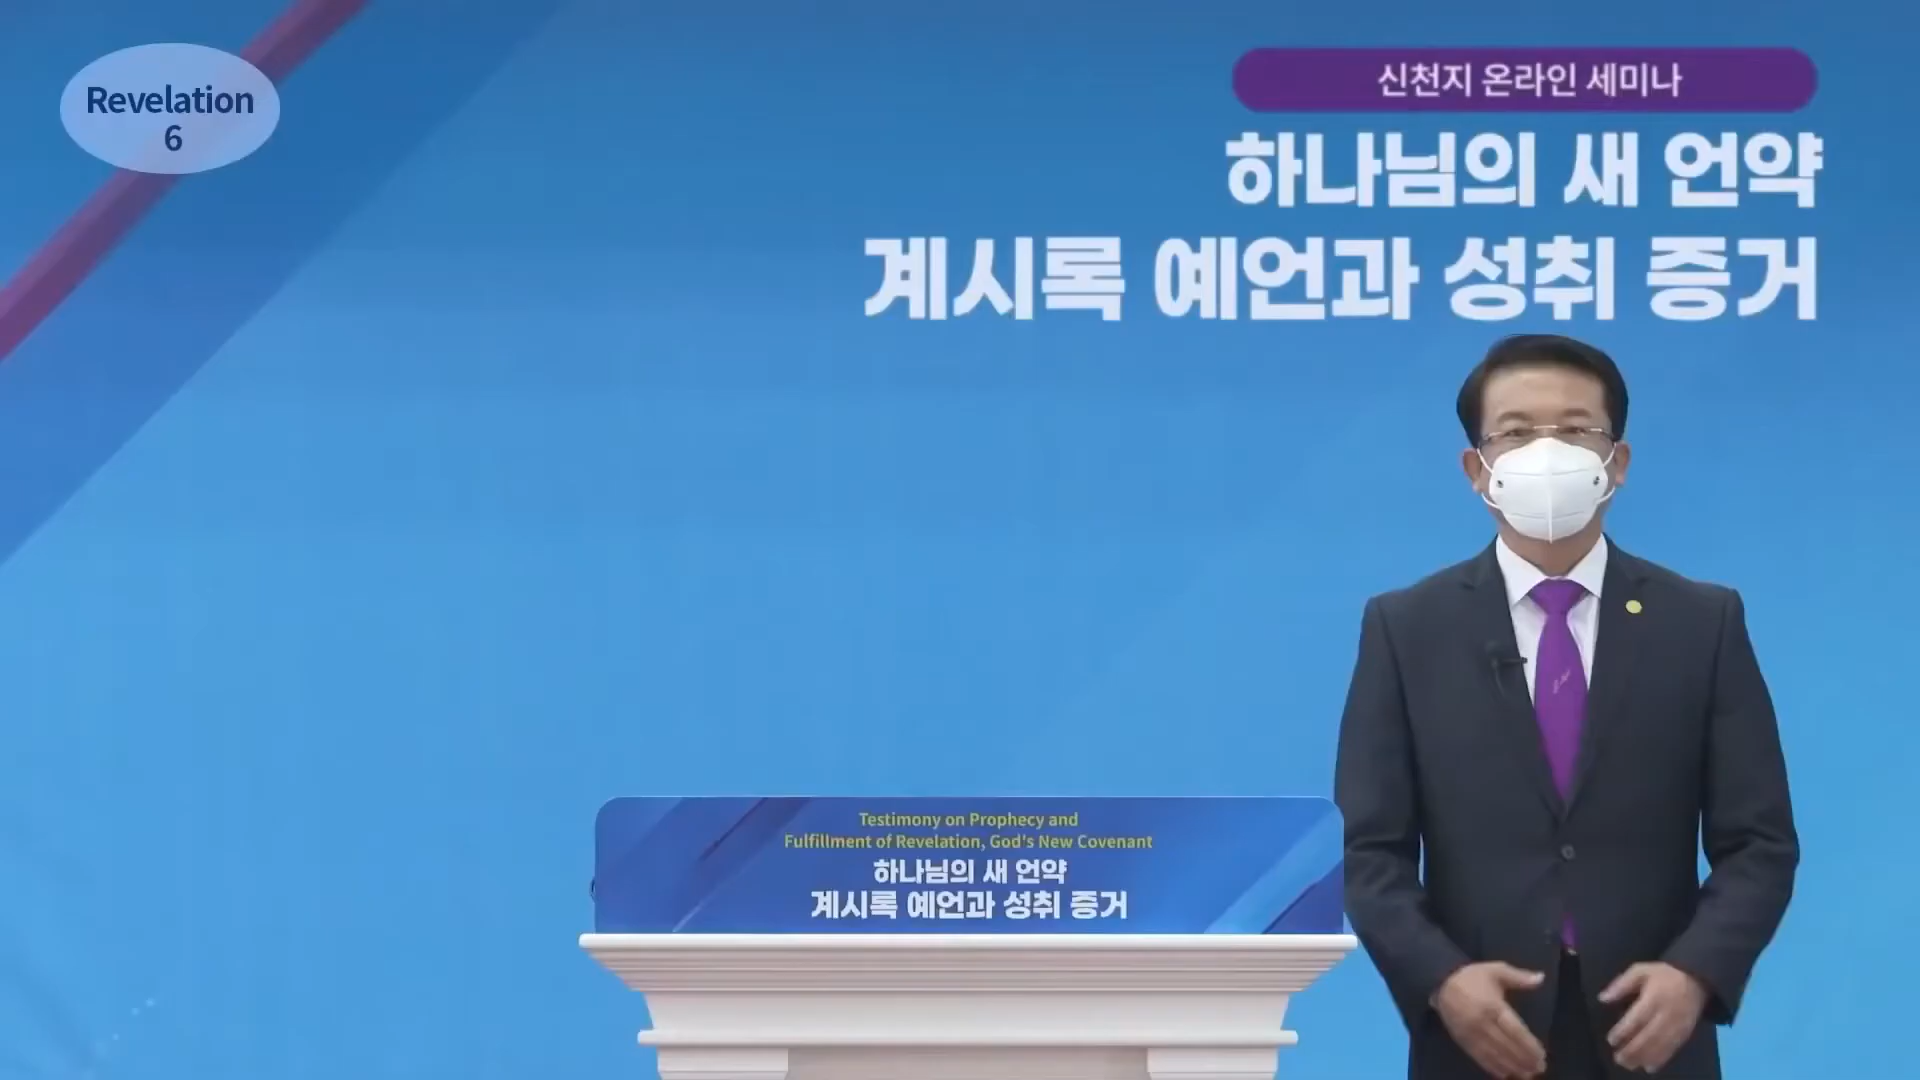 Revelation
6
신천지 온라인 세미나
하나님의 새 언약
계시록 예언과 성취 증거
Testimony on Prophecy and
Fulfillment of Revelation, God's New Covenant
하나님의 새 언약
계시록 예언과 성취 증거